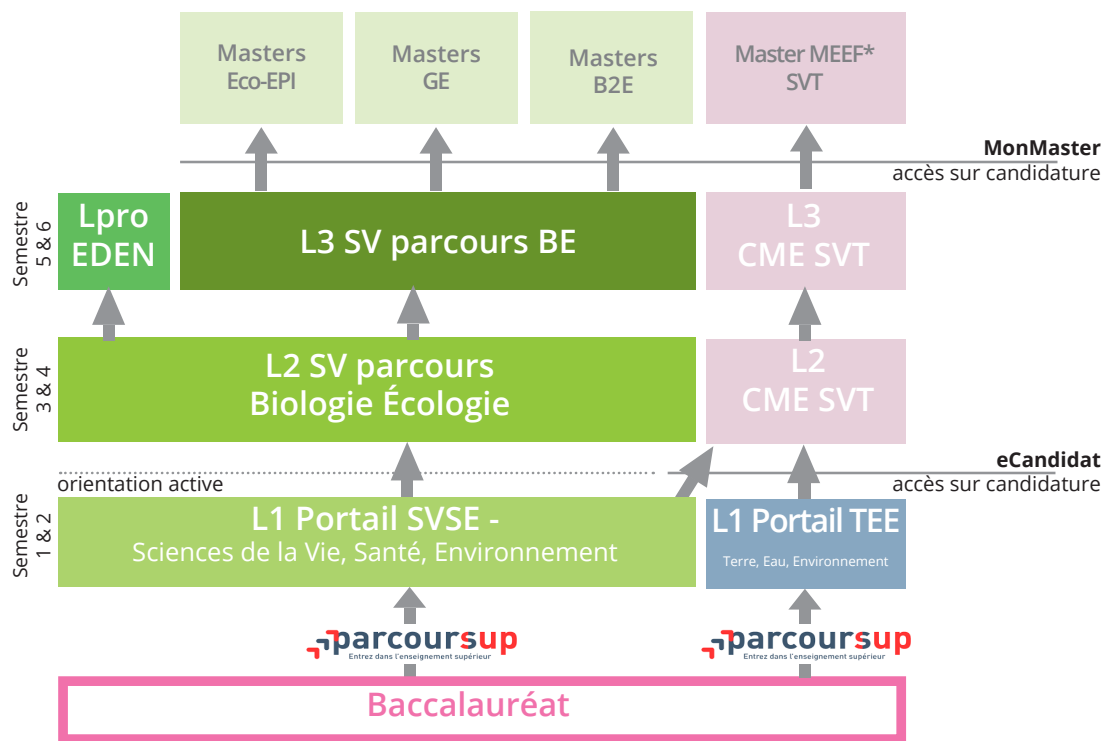 Masters
Eco-EPI
Masters
GE
Masters
B2E
Master MEEF*
SVT
MonMaster
accès sur candidature
Semestre
5 & 6
Lpro
EDEN
L3 SV parcours BE
L3
CME SVT
Semestre
3 & 4
L2 SV parcours
Biologie Écologie
L2
CME SVT
eCandidat
orientation active
accès sur candidature
Semestre
1 & 2
L1 Portail SVSE -
Sciences de la Vie, Santé, Environnement
L1 Portail TEE
Terre, Eau, Environnement
parcoursup
Entrez dans l'enseignement supérieur
parcoursup
Entrez dans l'enseignement supérieur
Baccalauréat